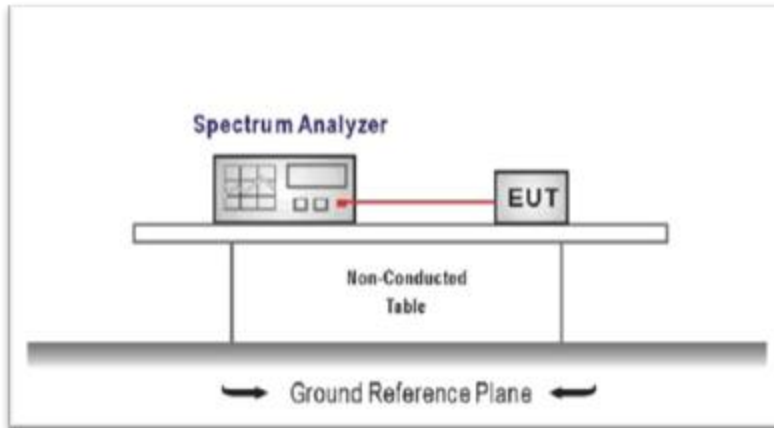 Spectrum Analyzer
EUT
Non-Conducted
Table
Ground Reference Plane